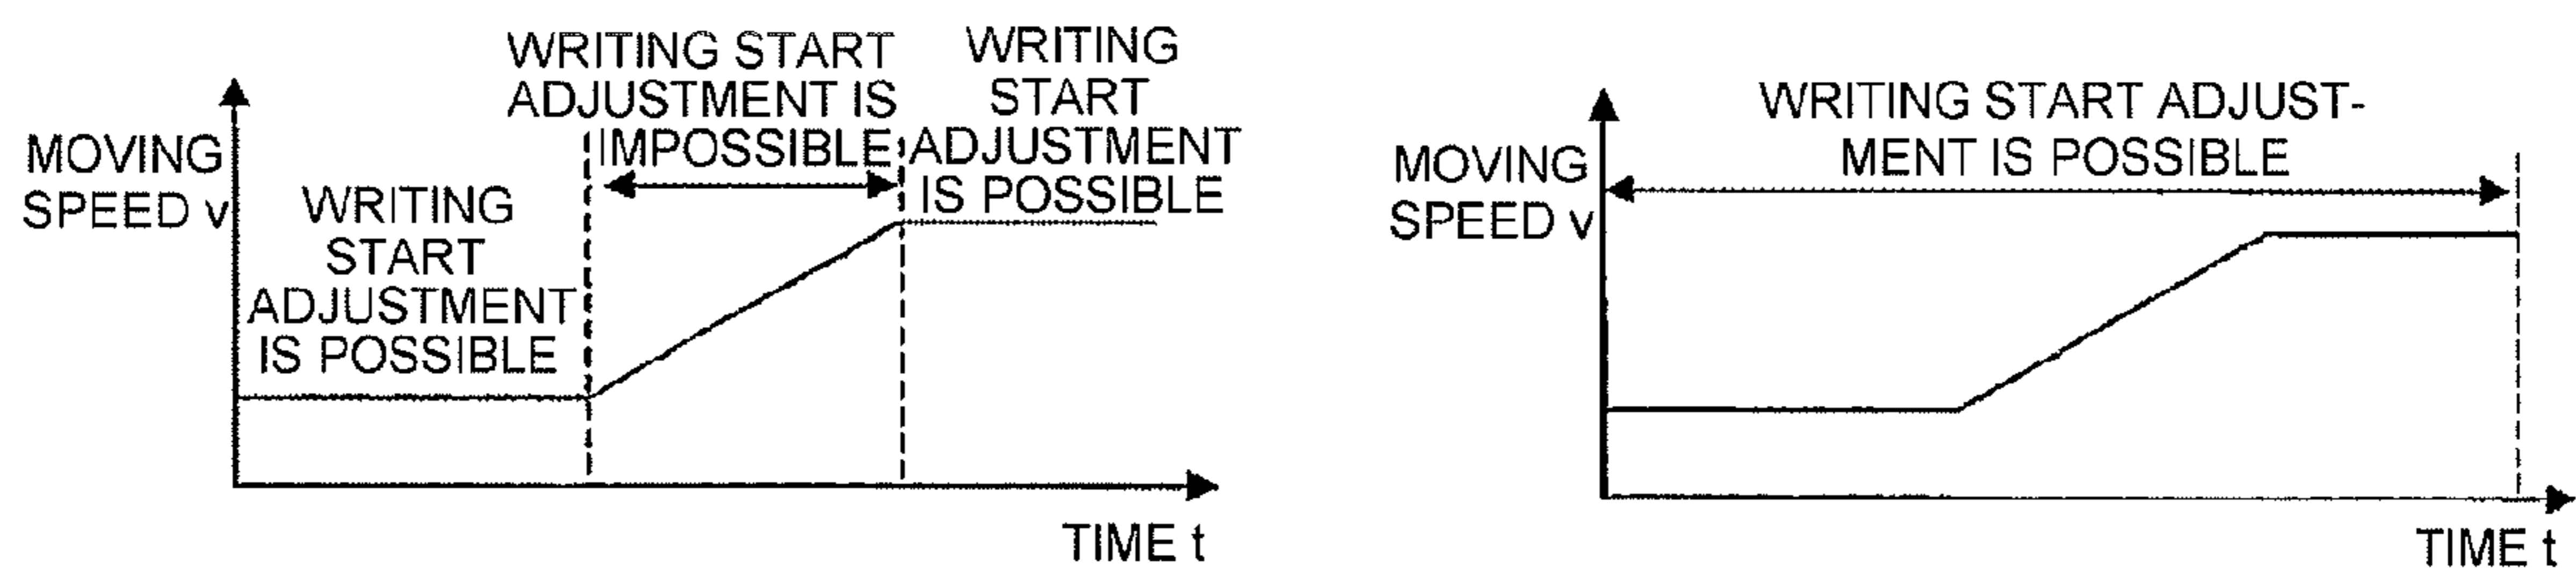 WRITING START
ADJUSTMENT IS
IMPOSSIBLE
WRITING
START
ADJUSTMENT
IS POSSIBLE
MOVING
SPEED v
WRITING
START
ADJUSTMENT
IS POSSIBLE
TIME t
WRITING START ADJUST-
MENT IS POSSIBLE
MOVING
SPEED v
TIME t